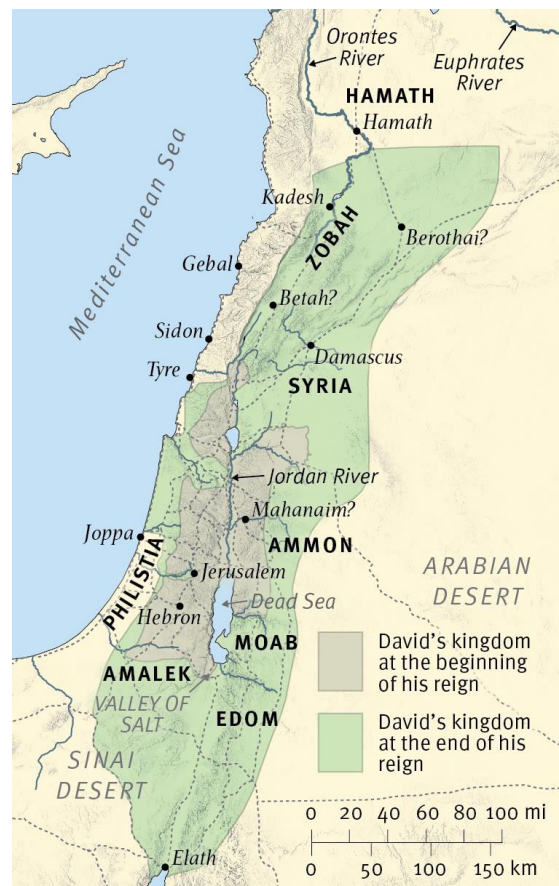 Orontes
River
Euphrates
River
HAMATH
Hamath
Mediterranean Sea
Kadesh
ZOBAH
Berothai?
Gebal
Betah?
Sidon
Damascus
Tyre
SYRIA
Jordan River
Mahanaim?
Joppa
AMMON
PHILISTIA
Jerusalem
ARABIAN
DESERT
Dead Sea
Hebron
MOAB
David's kingdom
at the beginning
of his reign
AMALEK
VALLEY OF
SALT
EDOM
David's kingdom
at the end of his
reign
SINAI
DESERT
0 20 40 60 80 100 mi
0 50 100 150 km
Elath